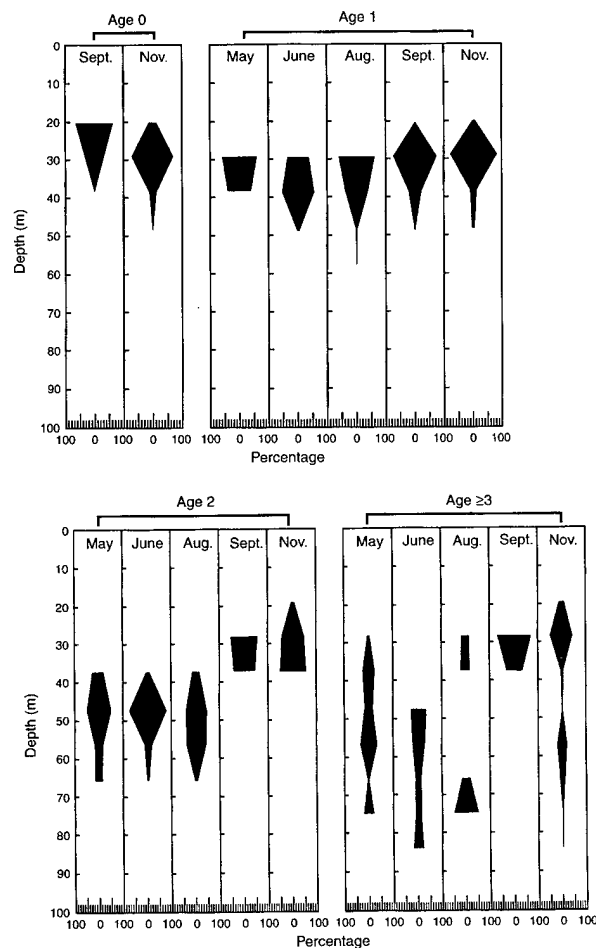 Age 0 Age 1
Sept. Nov. May June Aug. Sept. Nov.
0
10
20
30
40
50
60
70
80
90
100
Depth (m)
100 0 100 0 100 100 0 100 0 100 0 100 0 100 0 100
Percentage
Age 2 Age ≥3
May June Aug. Sept. Nov. May June Aug. Sept. Nov.
0
10
20
30
40
50
60
70
80
90
100
Depth (m)
100 0 100 0 100 0 100 0 100 0 100 100 0 100 0 100 0 100 0 100 0 100
Percentage Percentage